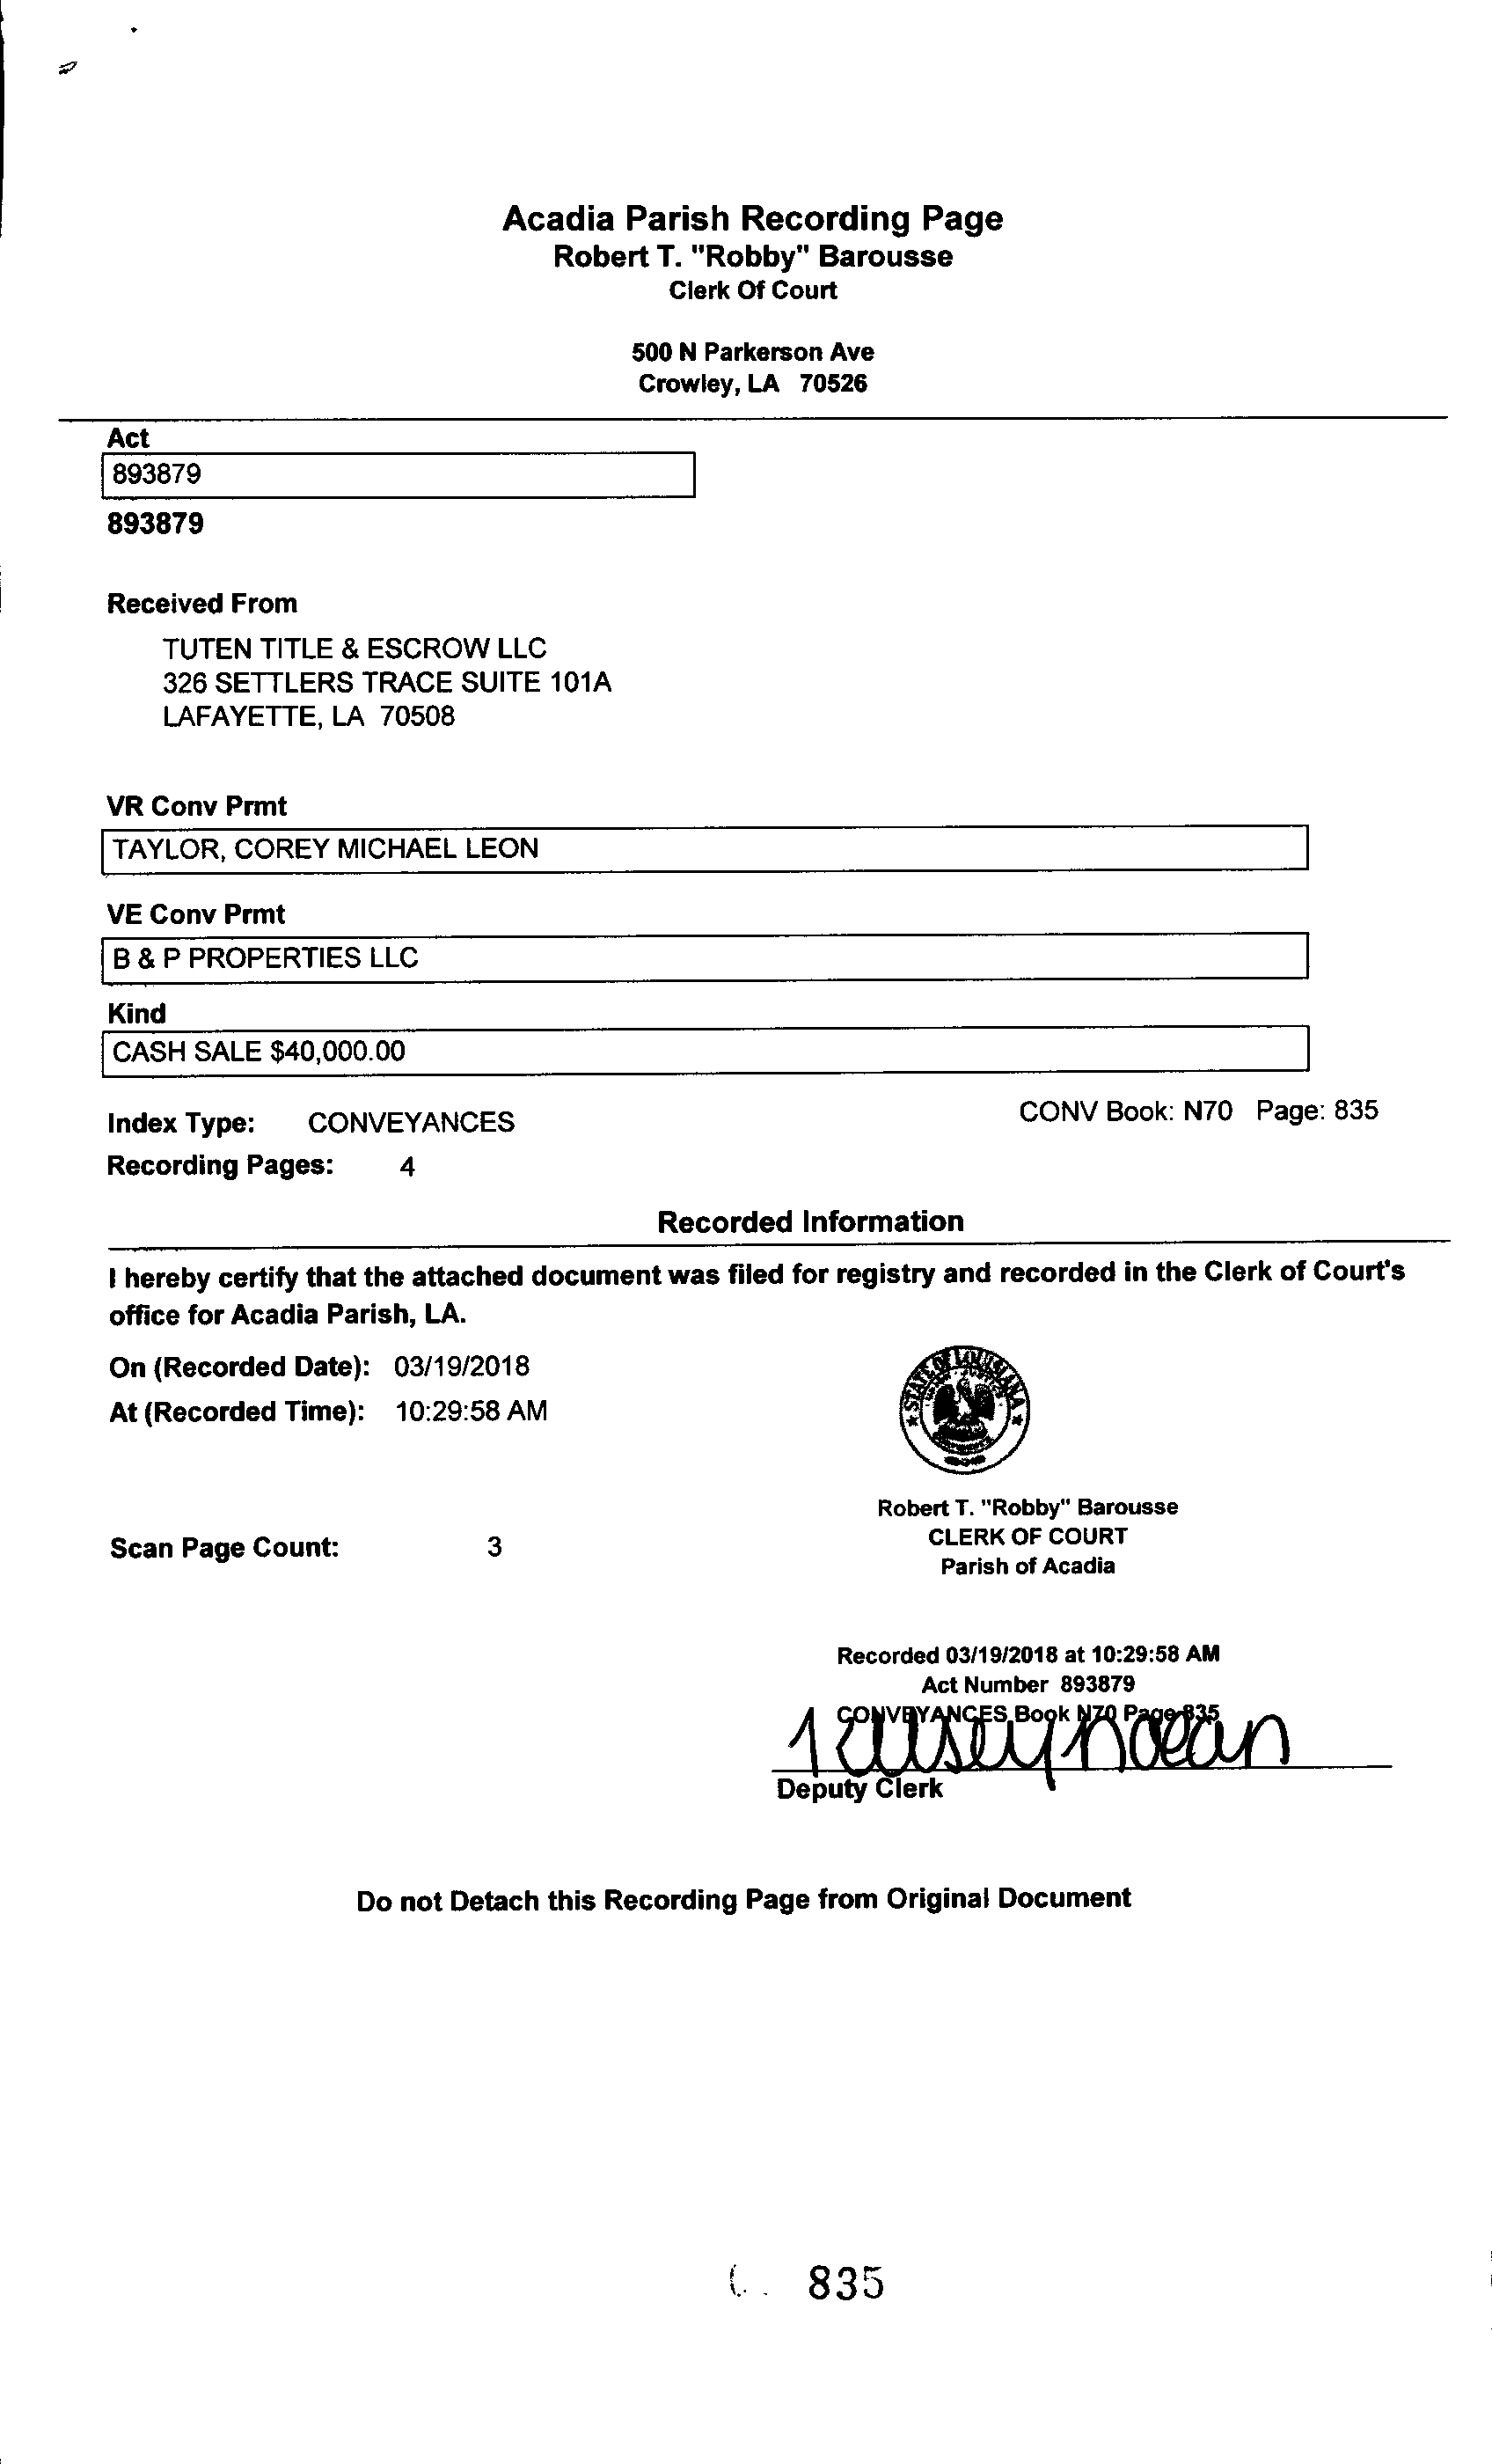 Acadia Parish Recording Page
Robert T. "Robby" Barousse
Clerk Of Court
500 N Parkerson Ave
Crowley, LA 70526
Act
893879
893879
Received From
TUTEN TITLE & ESCROW LLC
326 SETTLERS TRACE SUITE 101A
LAFAYETTE, LA 70508
VR Conv Prmt
TAYLOR, COREY MICHAEL LEON
VE Conv Prmt
B & P PROPERTIES LLC
Kind
CASH SALE $40,000.00
Index Type: CONVEYANCES CONV Book: N70 Page: 835
Recording Pages: 4
Recorded Information
I hereby certify that the attached document was filed for registry and recorded in the Clerk of Court's
office for Acadia Parish, LA.
On (Recorded Date): 03/19/2018
At (Recorded Time): 10:29:58 AM
STATE OF LOUISIANA
Robert T. "Robby" Barousse
CLERK OF COURT
Parish of Acadia
Scan Page Count: 3
Recorded 03/19/2018 at 10:29:58 AM
Act Number 893879
CONVEYANCES Book N70 Page 835
Deputy Clerk
Do not Detach this Recording Page from Original Document
835